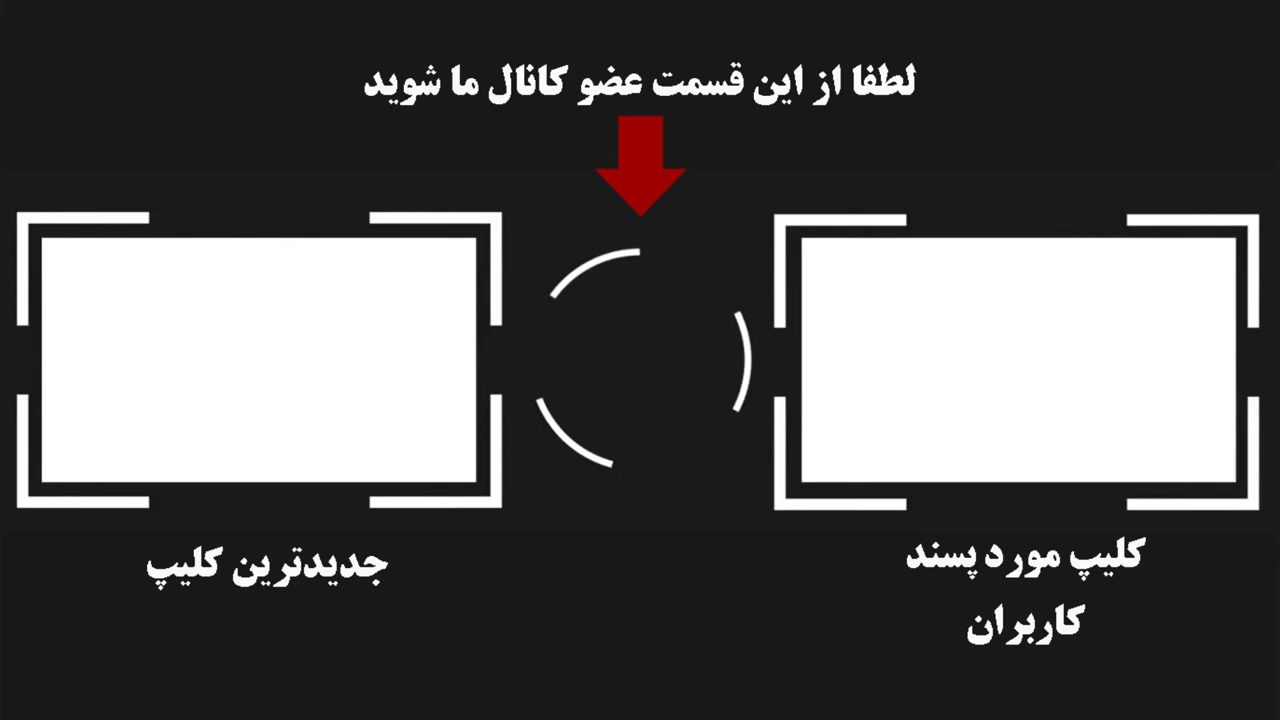 لطفا از این قسمت عضو کانال ما شوید
کلیپ مورد پسند
کاربران
جدیدترین کلیپ